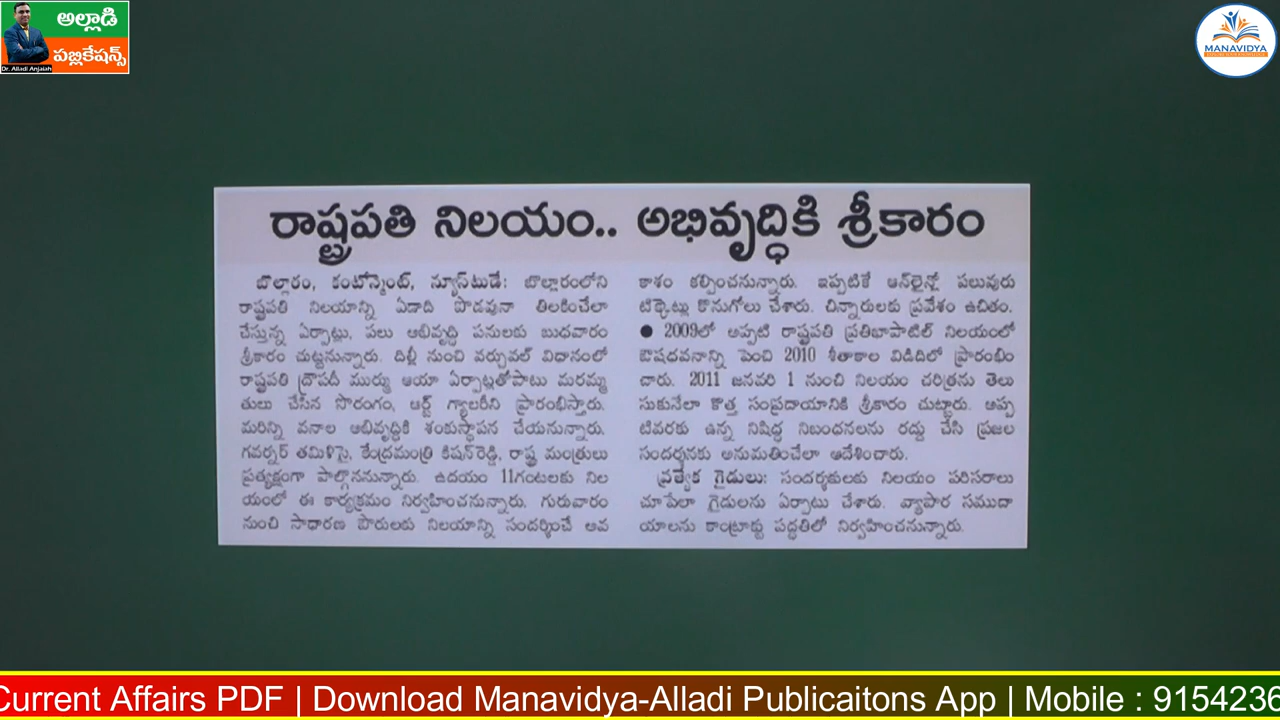 అల్లాడి
పబ్లికేషన్స్
Dr. Alladi Anjaiah
MANAVIDYA
రాష్ట్రపతి నిలయం.. అభివృద్ధికి శ్రీకారం
బొల్లారం, కంటోన్మెంట్, న్యూస్‌టుడే: బొల్లారంలోని
రాష్ట్రపతి నిలయాన్ని ఏడాది పొడవునా తిలకించేలా
చేస్తున్న ఏర్పాట్లు, పలు అభివృద్ధి పనులకు బుధవారం
శ్రీకారం చుట్టనున్నారు. దిల్లీ నుంచి వర్చువల్ విధానంలో
రాష్ట్రపతి ద్రౌపదీ ముర్ము ఆయా ఏర్పాట్లతోపాటు మరమ్మ
తులు చేసిన సొరంగం, ఆర్ట్ గ్యాలరీని ప్రారంభిస్తారు.
మరిన్ని వనాల అభివృద్ధికి శంకుస్థాపన చేయనున్నారు.
గవర్నర్ తమిళిసై, కేంద్రమంత్రి కిషన్‌రెడ్డి, రాష్ట్ర మంత్రులు
ప్రత్యక్షంగా పాల్గొననున్నారు. ఉదయం 11గంటలకు నిల
యంలో ఈ కార్యక్రమం నిర్వహించనున్నారు. గురువారం
నుంచి సాధారణ పౌరులకు నిలయాన్ని సందర్శించే అవ
కాశం కల్పించనున్నారు. ఇప్పటికే ఆన్‌లైన్లో పలువురు
టిక్కెట్లు కొనుగోలు చేశారు. చిన్నారులకు ప్రవేశం ఉచితం.
● 2009లో అప్పటి రాష్ట్రపతి ప్రతిభాపాటిల్ నిలయంలో
ఔషధవనాన్ని పెంచి 2010 శీతాకాల విడిదిలో ప్రారంభిం
చారు. 2011 జనవరి 1 నుంచి నిలయం చరిత్రను తెలు
సుకునేలా కొత్త సంప్రదాయానికి శ్రీకారం చుట్టారు. అప్ప
టివరకు ఉన్న నిషిద్ధ నిబంధనలను రద్దు చేసి ప్రజల
సందర్శనకు అనుమతించేలా ఆదేశించారు.
ప్రత్యేక గైడులు: సందర్శకులకు నిలయం పరిసరాలు
చూపేలా గైడులను ఏర్పాటు చేశారు. వ్యాపార సముదా
యాలను కాంట్రాక్టు పద్ధతిలో నిర్వహించనున్నారు.
Current Affairs PDF | Download Manavidya-Alladi Publicaitons App | Mobile : 9154236